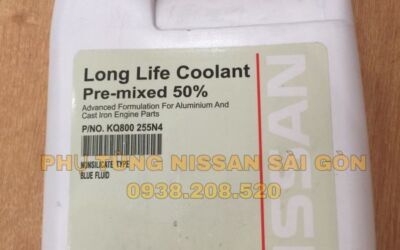 Long Life Coolant
Pre-mixed 50%
Advanced Formulation For Aluminium And
Cast Iron Engine Parts
P/NO. KQ800 255N4
PHỤ TÙNG NISSAN SÀI GÒN
NONSILICATE TYPE
BLUE FLUID
0938.208.520
NISSAN